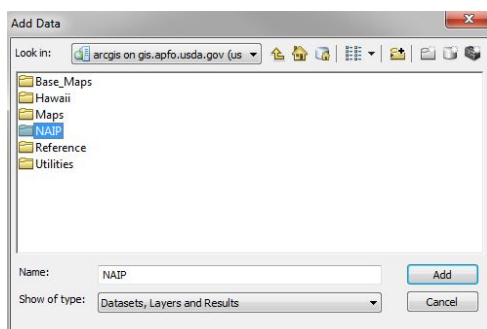 Add Data
Look in: arcgis on gis.apfo.usda.gov (us
Base_Maps
Hawaii
Maps
NAIP
Reference
Utilities
Name: NAIP Add
Show of type: Datasets, Layers and Results Cancel